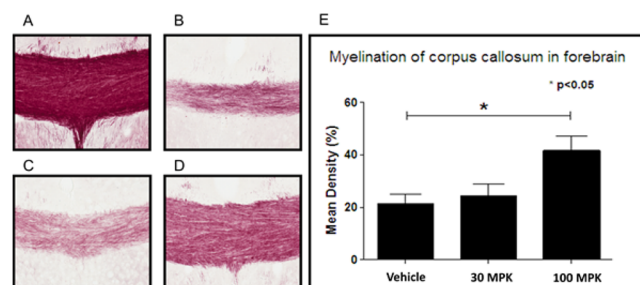 A
B
E
Myelination of corpus callosum in forebrain
* p<0.05
*
60
40
20
0
Mean Density (%)
Vehicle
30 MPK
100 MPK
C
D